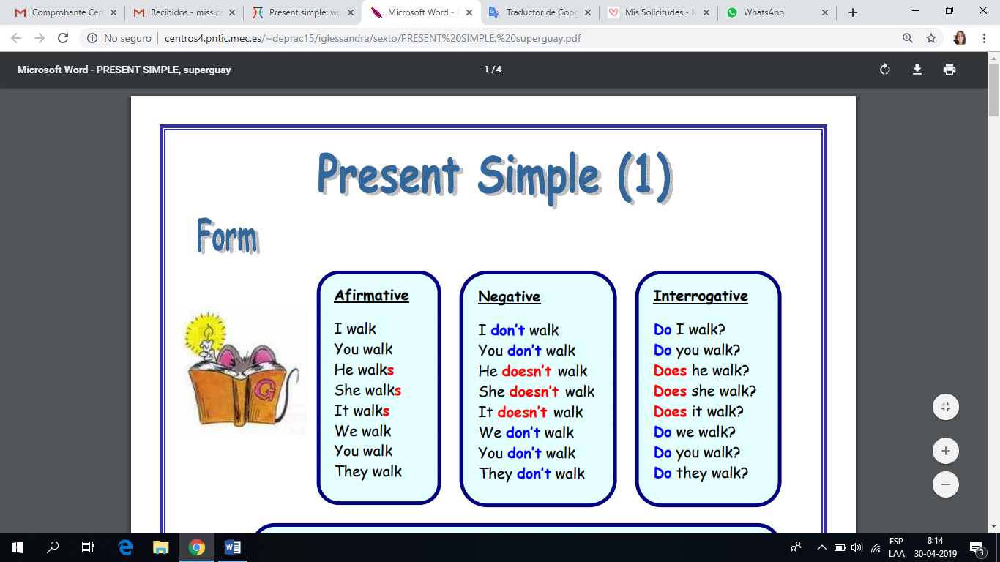 Comprobante Cert
Recibidos - miss.ca
Present simple: wo
Microsoft Word - P
Traductor de Goog
Mis Solicitudes - M
WhatsApp
No seguro
centros4.pntic.mec.es/~deprac15/iglessandra/sexto/PRESENT%20SIMPLE,%20superguay.pdf
Microsoft Word - PRESENT SIMPLE, superguay
1 / 4
Present Simple (1)
Form
Afirmative
I walk
You walk
He walks
She walks
It walks
We walk
You walk
They walk
Negative
I don't walk
You don't walk
He doesn't walk
She doesn't walk
It doesn't walk
We don't walk
You don't walk
They don't walk
Interrogative
Do I walk?
Do you walk?
Does he walk?
Does she walk?
Does it walk?
Do we walk?
Do you walk?
Do they walk?
G
ESP
LAA
8:14
30-04-2019
3